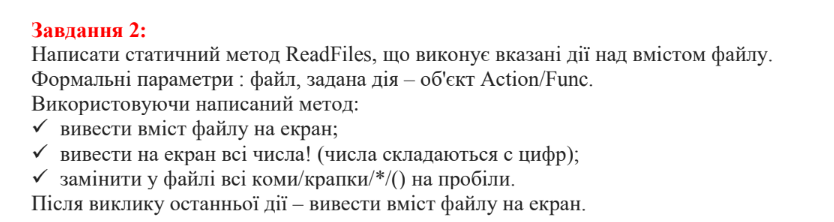 Завдання 2:
Написати статичний метод ReadFiles, що виконує вказані дії над вмістом файлу.
Формальні параметри : файл, задана дія – об'єкт Action/Func.
Використовуючи написаний метод:
✓ вивести вміст файлу на екран;
✓ вивести на екран всі числа! (числа складаються с цифр);
✓ замінити у файлі всі коми/крапки/*/() на пробіли.
Після виклику останньої дії – вивести вміст файлу на екран.